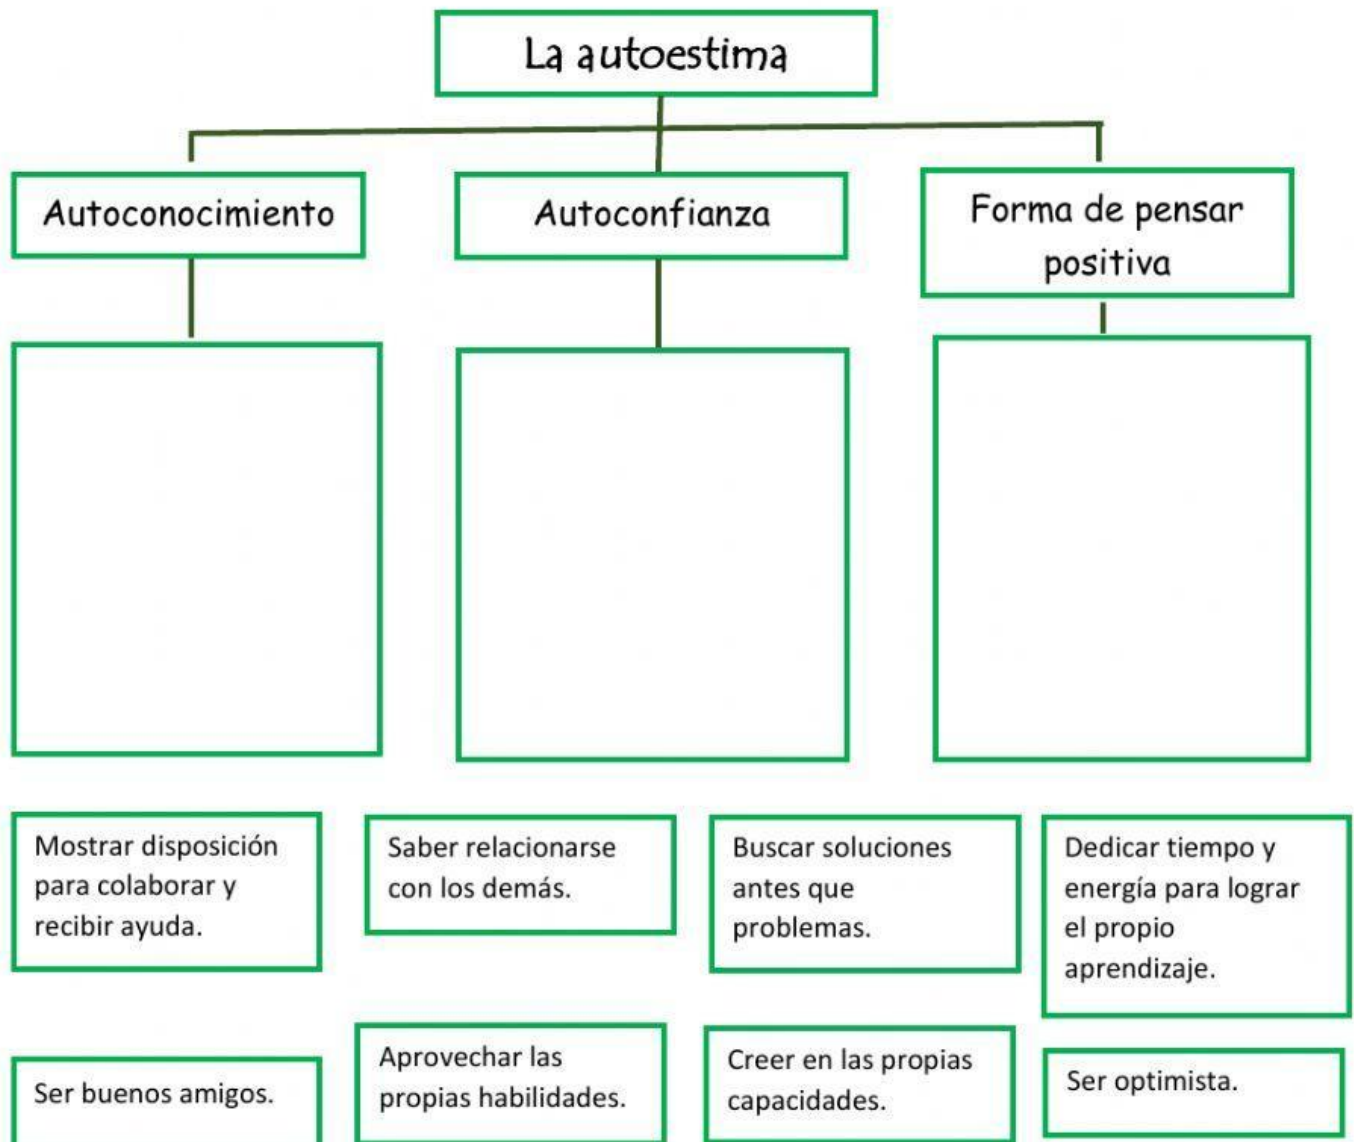 La autoestima
Autoconocimiento
Autoconfianza
Forma de pensar
positiva
Mostrar disposición
para colaborar y
recibir ayuda.
Saber relacionarse
con los demás.
Buscar soluciones
antes que
problemas.
Dedicar tiempo y
energía para lograr
el propio
aprendizaje.
Ser buenos amigos.
Aprovechar las
propias habilidades.
Creer en las propias
capacidades.
Ser optimista.